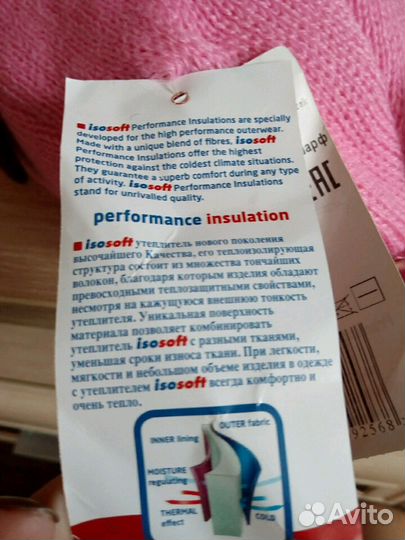 isosoft Performance Insulations are specially
developed for the high performance outerwear.
Made with a unique blend of fibres, isosoft
Performance Insulations offer the highest
protection against the coldest climate situations.
They guarantee a superb comfort during any type
of activity. isosoft Performance Insulations
stand for unrivalled quality.
performance insulation
isosoft утеплитель нового поколения
высочайшего Качества, его теплоизолирующая
структура состоит из множества тончайших
волокон, благодаря которым изделия обладают
превосходными теплозащитными свойствами,
несмотря на кажущуюся внешнюю тонкость
утеплителя. Уникальная поверхность
материала позволяет комбинировать
утеплитель isosoft с разными тканями,
уменьшая сроки износа ткани. При легкости,
мягкости и небольшом объеме изделия в одежде
с утеплителем isosoft всегда комфортно и
очень тепло.
OUTER fabric
INNER lining
MOISTURE
regulating
THERMAL
effect
COLD
арф
EAC
92568
Avito